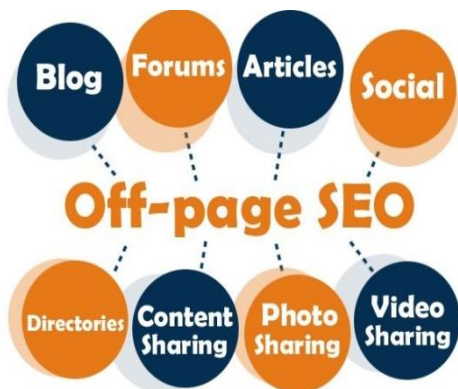 Blog
Forums
Articles
Social
Off-page SEO
Directories
Content
Sharing
Photo
Sharing
Video
Sharing